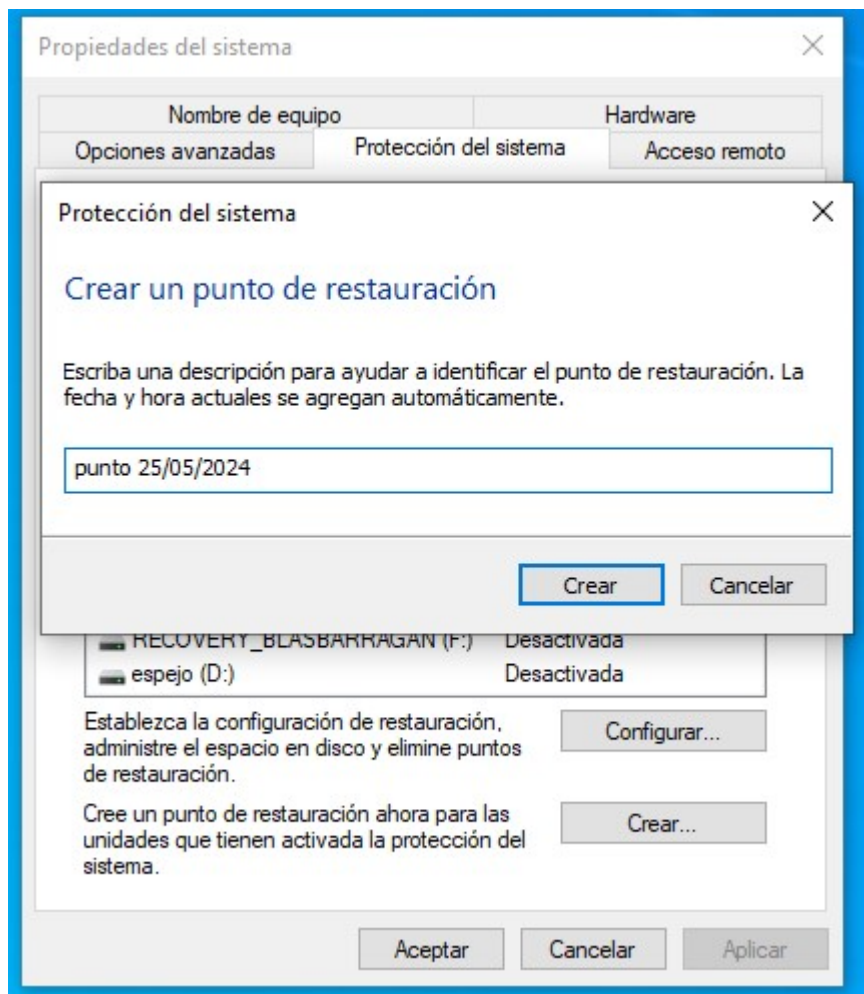 Propiedades del sistema
Nombre de equipo
Hardware
Opciones avanzadas
Protección del sistema
Acceso remoto
Protección del sistema
Crear un punto de restauración
Escriba una descripción para ayudar a identificar el punto de restauración. La
fecha y hora actuales se agregan automáticamente.
punto 25/05/2024
Crear
Cancelar
RECOVERY_BLASBARRAGAN (F:) Desactivada
espejo (D:) Desactivada
Establezca la configuración de restauración,
administre el espacio en disco y elimine puntos
de restauración.
Configurar...
Cree un punto de restauración ahora para las
unidades que tienen activada la protección del
sistema.
Crear...
Aceptar
Cancelar
Aplicar